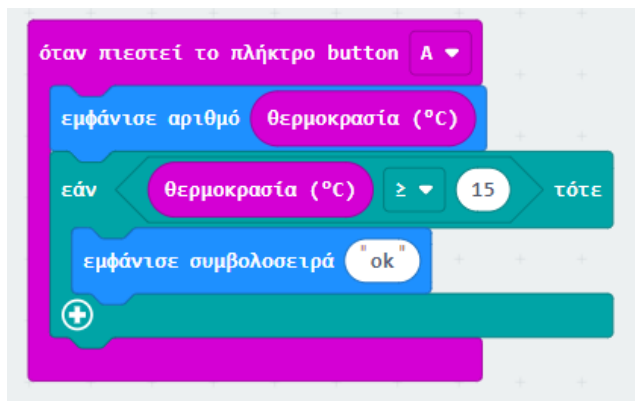 όταν πιεστεί το πλήκτρο button A
εμφάνισε αριθμό θερμοκρασία (°C)
εάν θερμοκρασία (°C) ≥ 15 τότε
εμφάνισε συμβολοσειρά "ok"